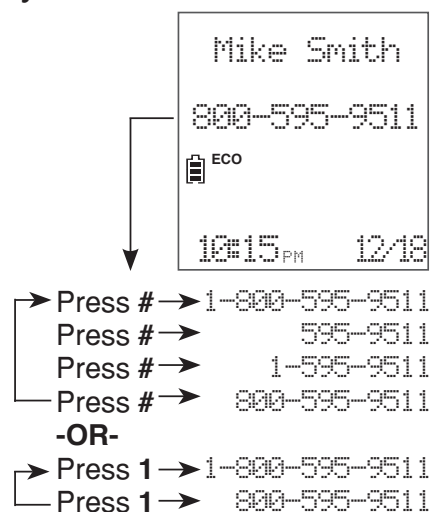 Mike Smith
800-595-9511
ECO
10:15 PM 12/18
Press # 1-800-595-9511
Press # 595-9511
Press # 1-595-9511
Press # 800-595-9511
-OR-
Press 1 1-800-595-9511
Press 1 800-595-9511